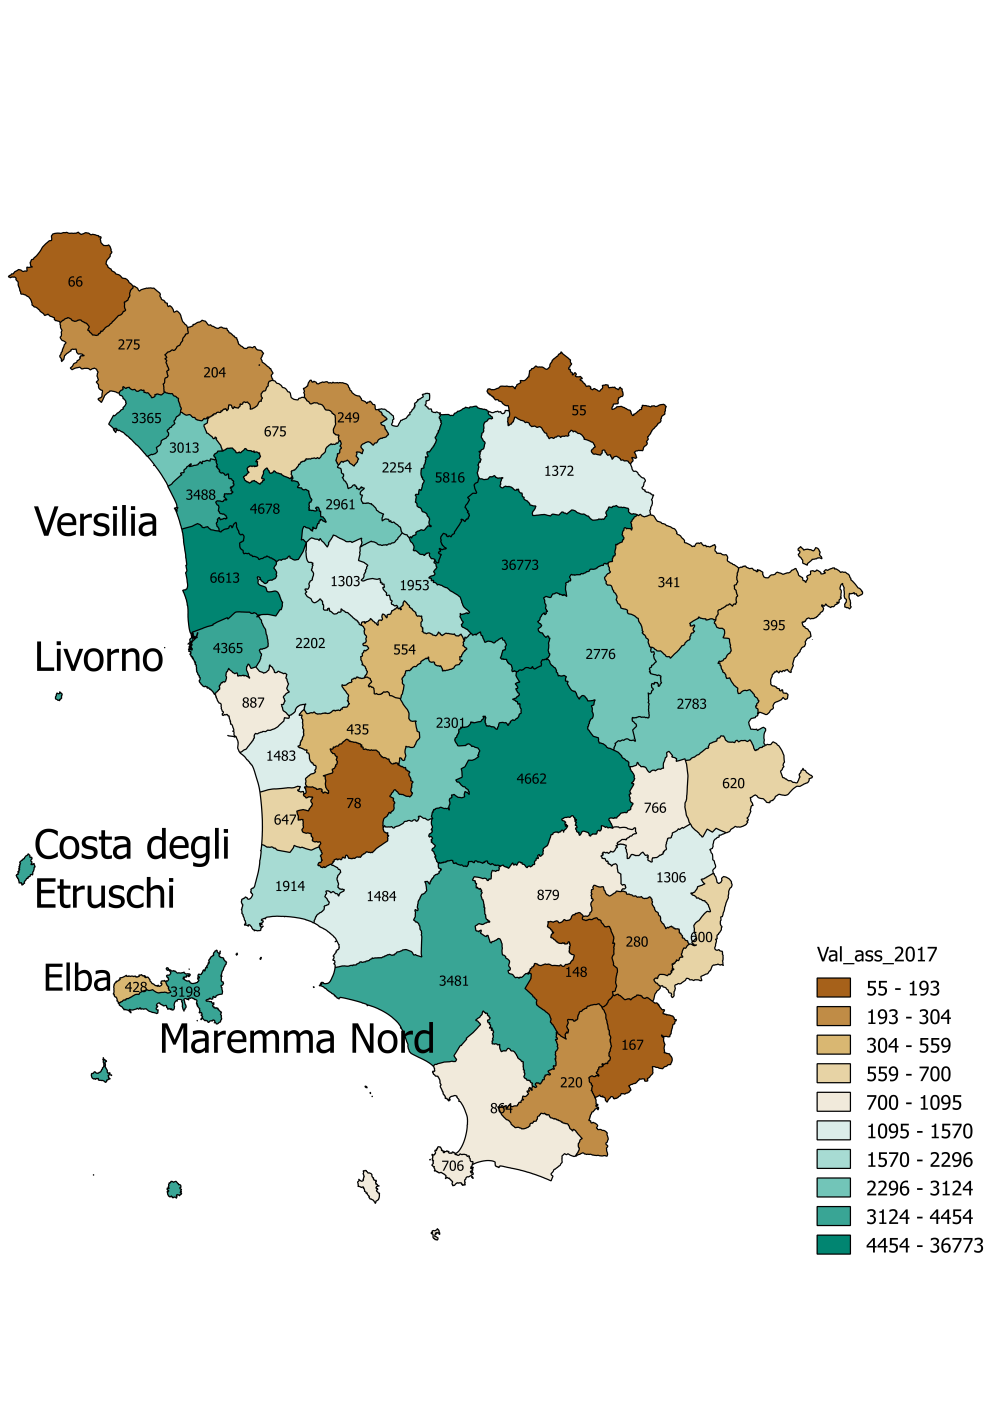 66
275
204
55
249
3365
675
3013
2254
1372
5816
3488
4678
2961
Versilia
36773
6613
1303
1953
341
395
4365
2202
554
Livorno
2776
887
2783
2301
435
1483
4662
620
78
766
647
Costa degli
Etruschi
1914
1484
879
1306
280
600
148
Elba
428
3198
3481
Maremma Nord
167
220
864
706
Val_ass_2017
55 - 193
193 - 304
304 - 559
559 - 700
700 - 1095
1095 - 1570
1570 - 2296
2296 - 3124
3124 - 4454
4454 - 36773